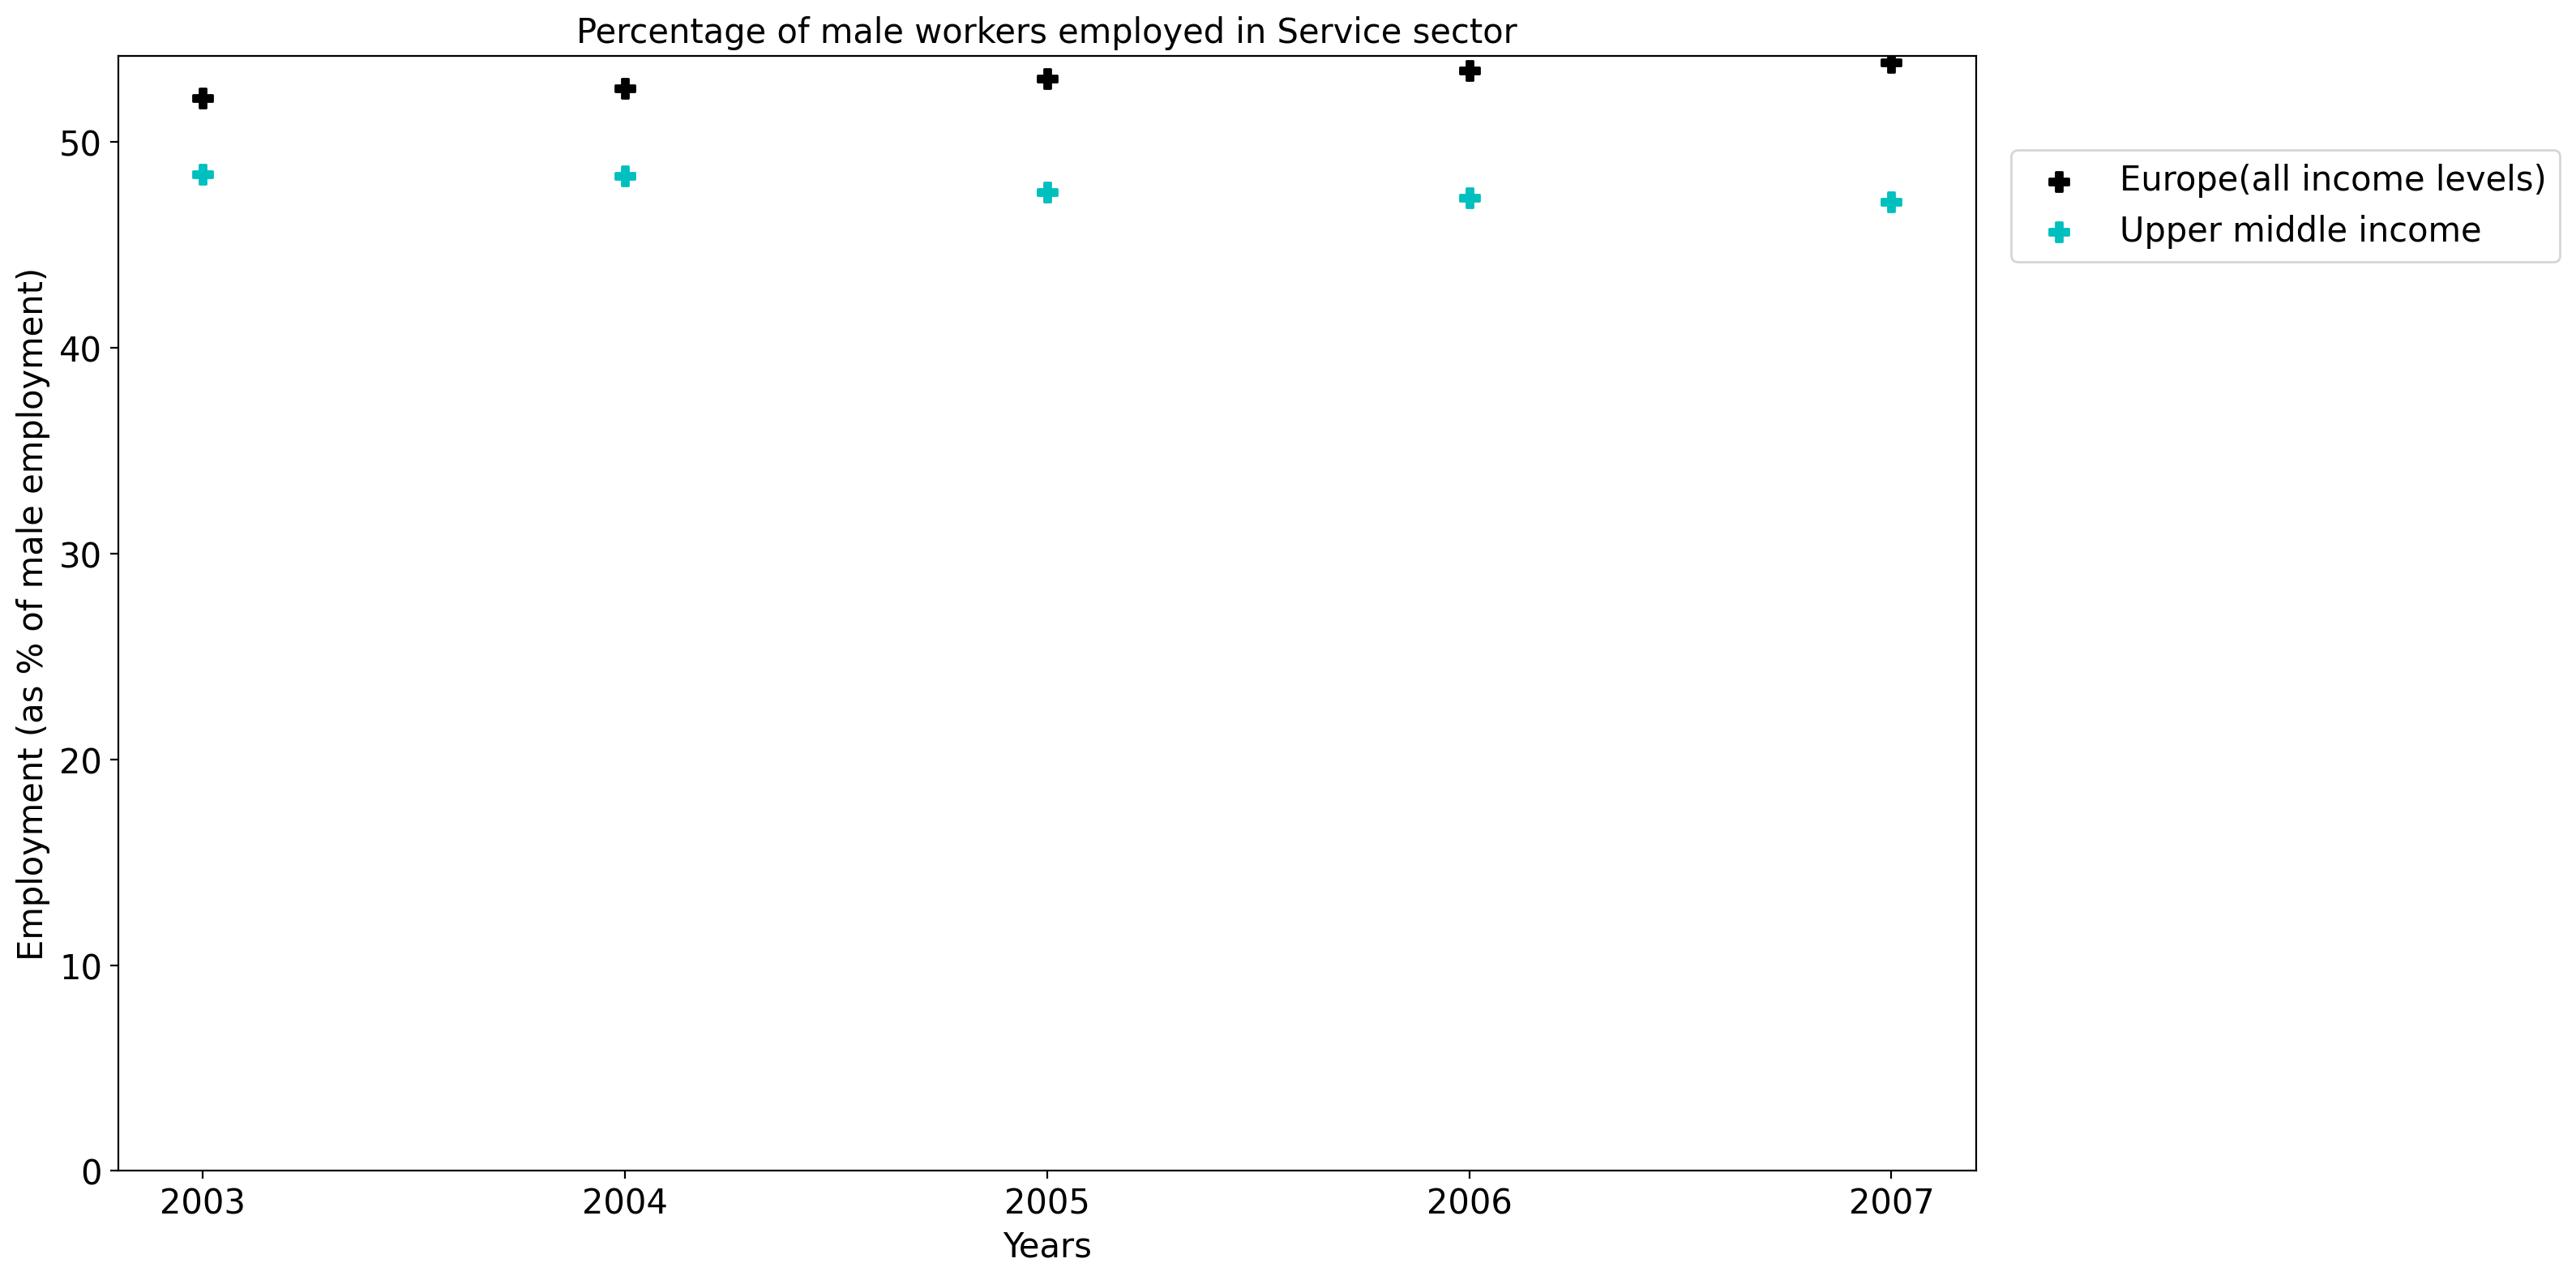 Percentage of male workers employed in Service sector
Employment (as % of male employment)
50
40
30
20
10
0
2003
2004
2005
2006
2007
Years
Europe(all income levels)
Upper middle income